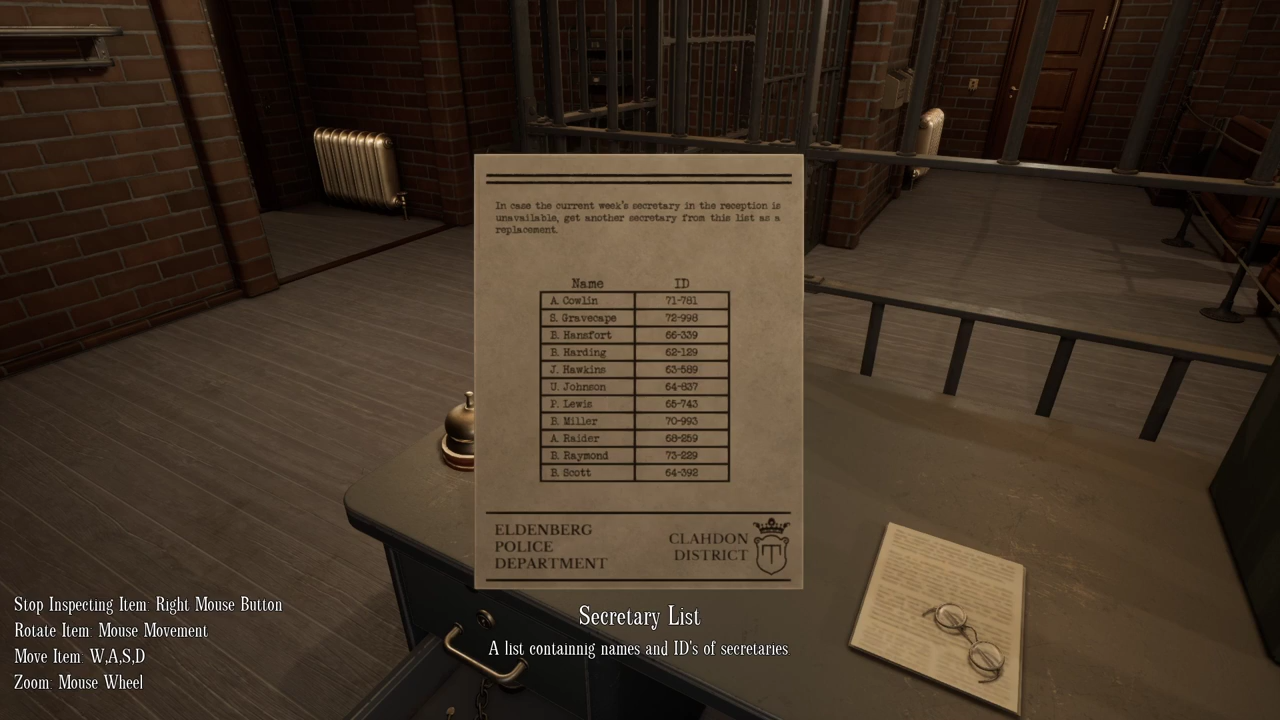 In case the current week's secretary in the reception is
unavailable, get another secretary from this list as a
replacement.
Name ID
A. Cowlin 71-781
S. Gravecape 72-998
B. Hansfort 66-339
B. Harding 62-129
J. Hawkins 63-589
U. Johnson 64-837
P. Lewis 65-743
B. Miller 70-993
A. Raider 68-259
B. Raymond 73-229
B. Scott 64-392
ELDENBERG
POLICE
DEPARTMENT
CLAHDON
DISTRICT
Secretary List
A list containnig names and ID's of secretaries
Stop Inspecting Item: Right Mouse Button
Rotate Item: Mouse Movement
Move Item: W,A,S,D
Zoom: Mouse Wheel